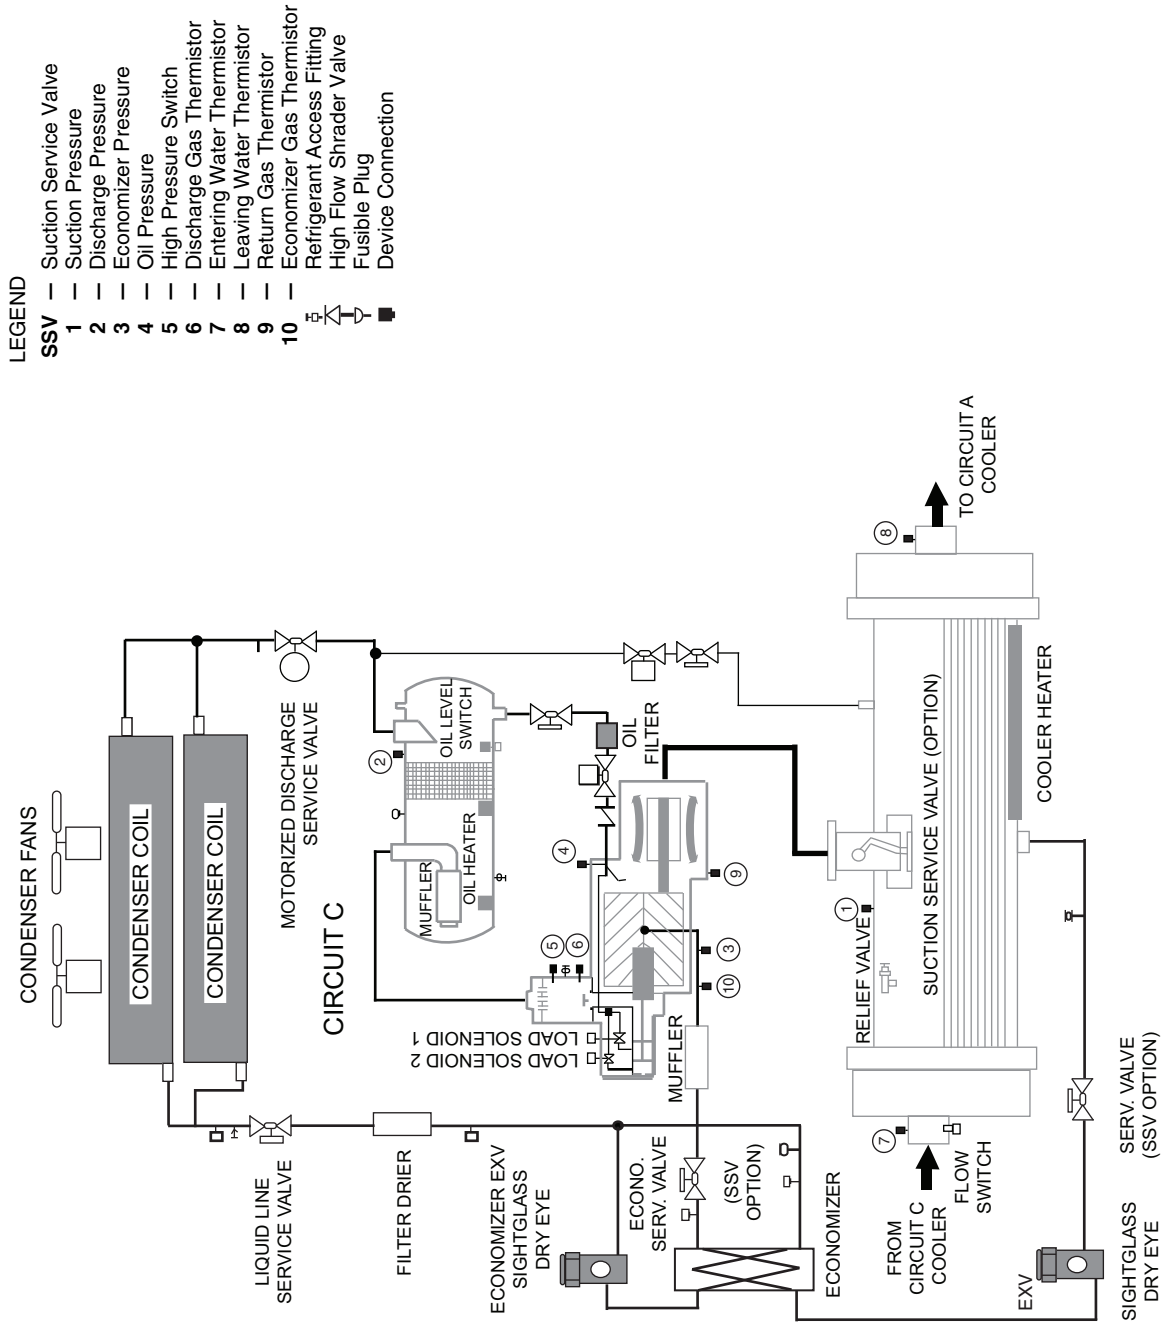 LEGEND
SSV — Suction Service Valve
1 — Suction Pressure
2 — Discharge Pressure
3 — Economizer Pressure
4 — Oil Pressure
5 — High Pressure Switch
6 — Discharge Gas Thermistor
7 — Entering Water Thermistor
8 — Leaving Water Thermistor
9 — Return Gas Thermistor
10 — Economizer Gas Thermistor
Refrigerant Access Fitting
High Flow Shrader Valve
Fusible Plug
Device Connection
CONDENSER FANS
CONDENSER COIL
CONDENSER COIL
MOTORIZED DISCHARGE
SERVICE VALVE
CIRCUIT C
LIQUID LINE
SERVICE VALVE
FILTER DRIER
ECONOMIZER EXV
SIGHTGLASS
DRY EYE
MUFFLER
OIL HEATER
OIL LEVEL
SWITCH
2
OIL
FILTER
5
6
4
LOAD SOLENOID 1
LOAD SOLENOID 2
9
3
10
MUFFLER
ECONO.
SERV. VALVE
(SSV
OPTION)
ECONOMIZER
1
RELIEF VALVE
SUCTION SERVICE VALVE (OPTION)
COOLER HEATER
8
TO CIRCUIT A
COOLER
7
FLOW
SWITCH
FROM
CIRCUIT C
COOLER
EXV
SIGHTGLASS
DRY EYE
SERV. VALVE
(SSV OPTION)